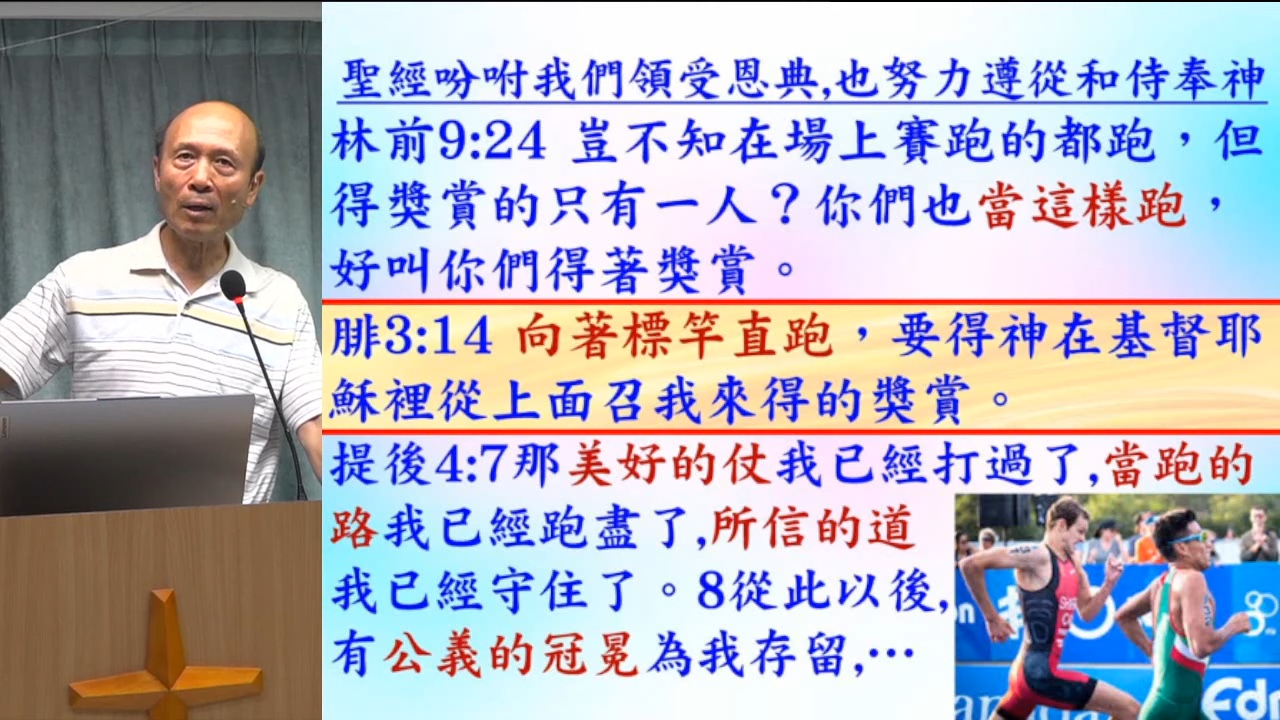 聖經吩咐我們領受恩典,也努力遵從和侍奉神
林前9:24 豈不知在場上賽跑的都跑，但
得獎賞的只有一人？你們也當這樣跑，
好叫你們得著獎賞。
腓3:14 向著標竿直跑，要得神在基督耶
穌裡從上面召我來得的獎賞。
提後4:7那美好的仗我已經打過了,當跑的
路我已經跑盡了,所信的道
我已經守住了。8從此以後,
有公義的冠冕為我存留,…
Edm